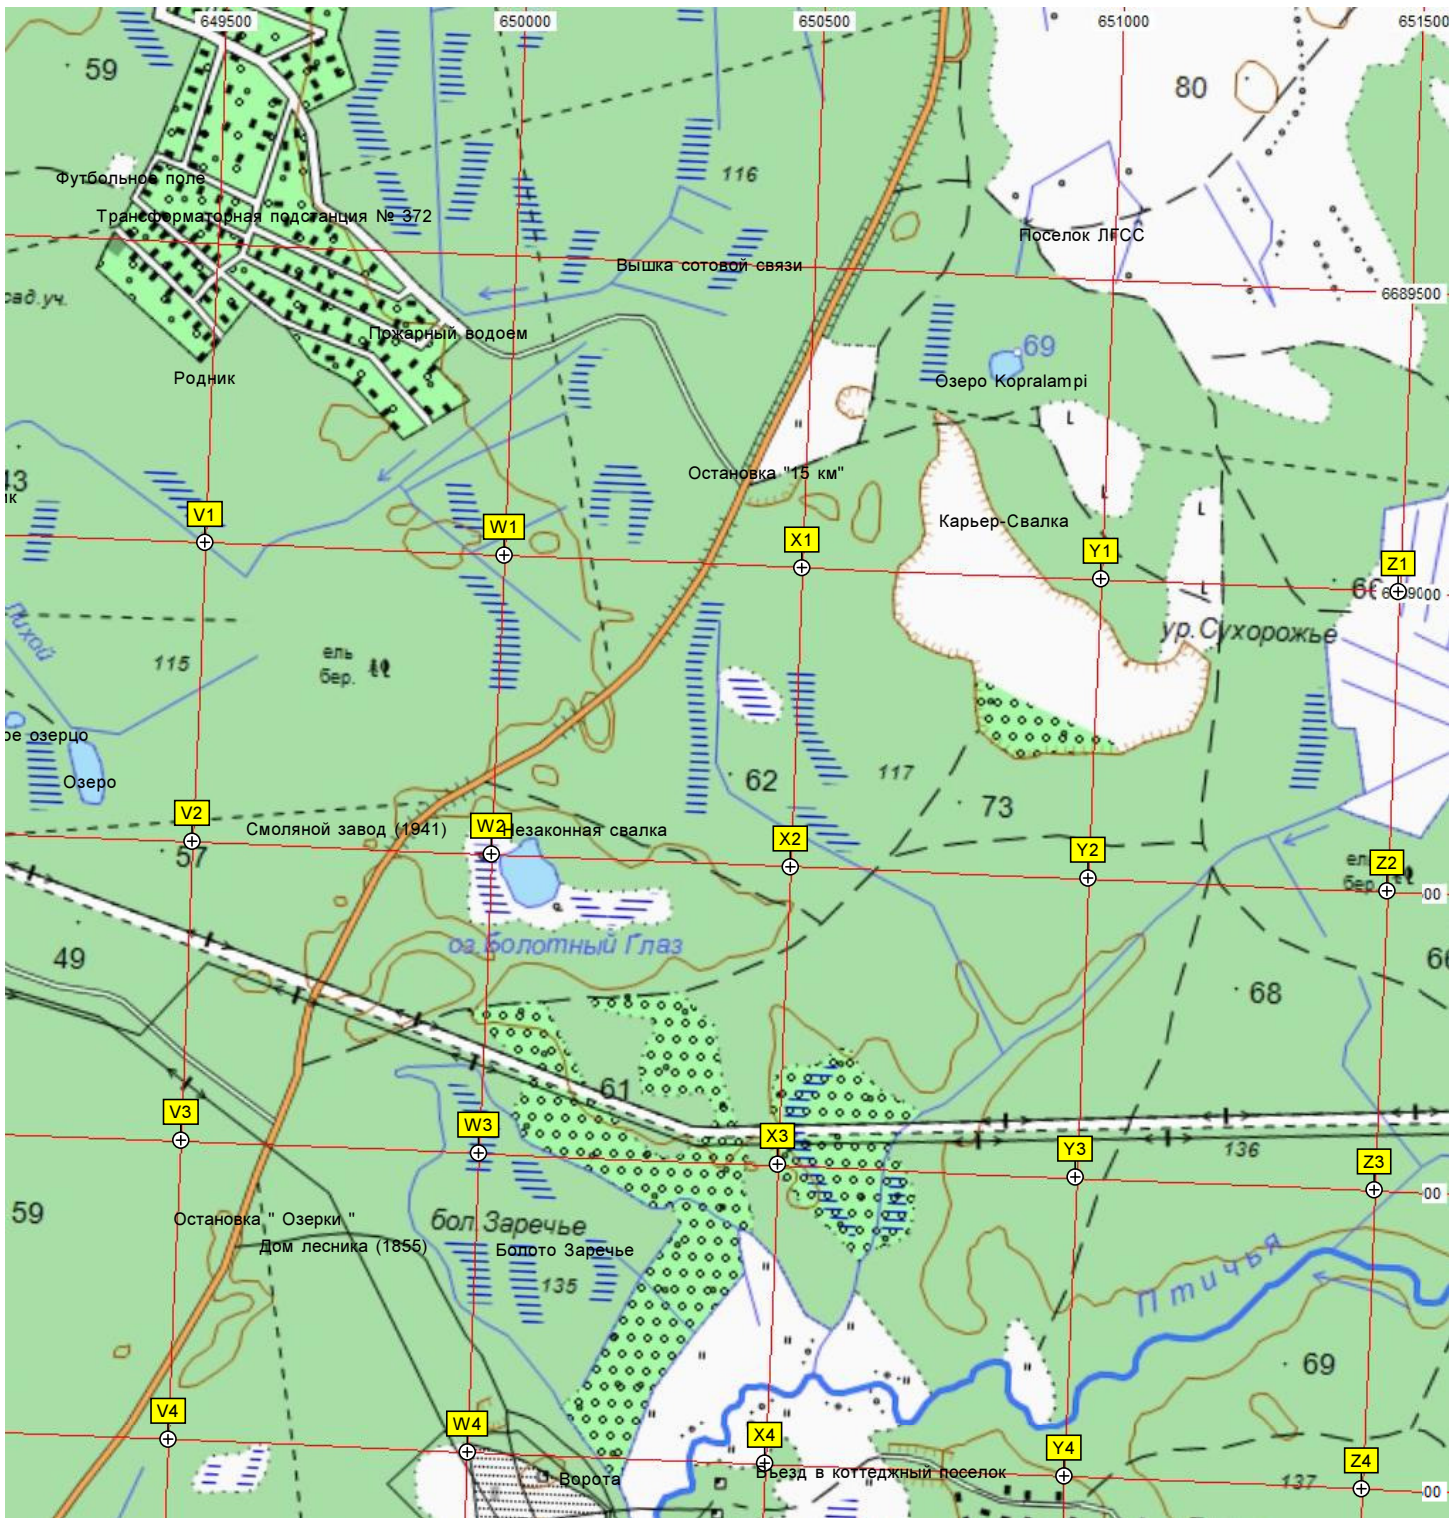 649500
650000
650500
651000
651500
59
80
Футбольное поле
116
Трансформаторная подстанция № 372
Поселок ЛГСС
Вышка сотовой связи
сад.уч.
6689500
Пожарный водоем
69
Родник
Озеро Kopralampi
Остановка "15 км"
Карьер-Свалка
V1
W1
X1
Y1
Z1
ур.Сухорожье
115
ель
бер.
ое озерцо
Озеро
62
117
73
V2
W2
X2
Y2
Z2
Смоляной завод (1941)
Незаконная свалка
57
бер.
00
49
оз.Болотный Глаз
68
61
V3
W3
X3
Y3
Z3
136
00
59
Остановка " Озерки "
бол.Заречье
Дом лесника (1855)
Болото Заречье
135
Птичья
69
V4
W4
X4
Y4
Z4
Ворота
Въезд в коттеджный поселок
137
00